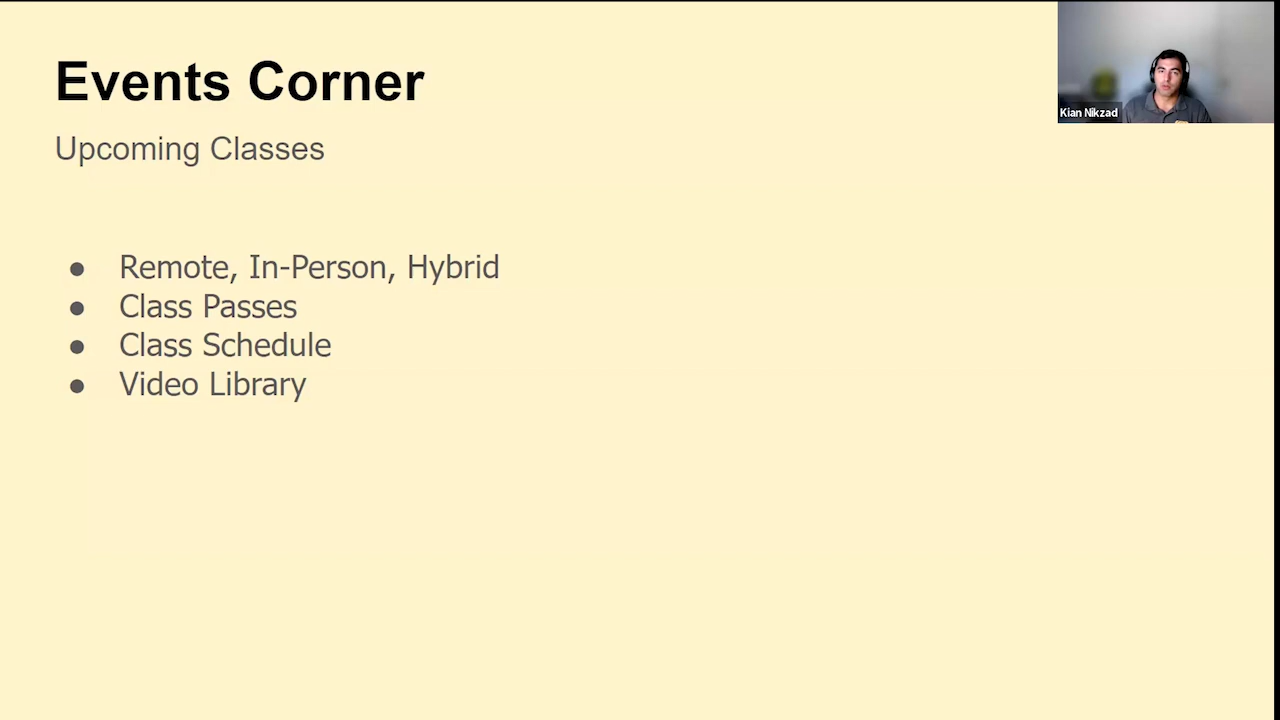 Events Corner
Upcoming Classes
Kian Nikzad
● Remote, In-Person, Hybrid
● Class Passes
● Class Schedule
● Video Library